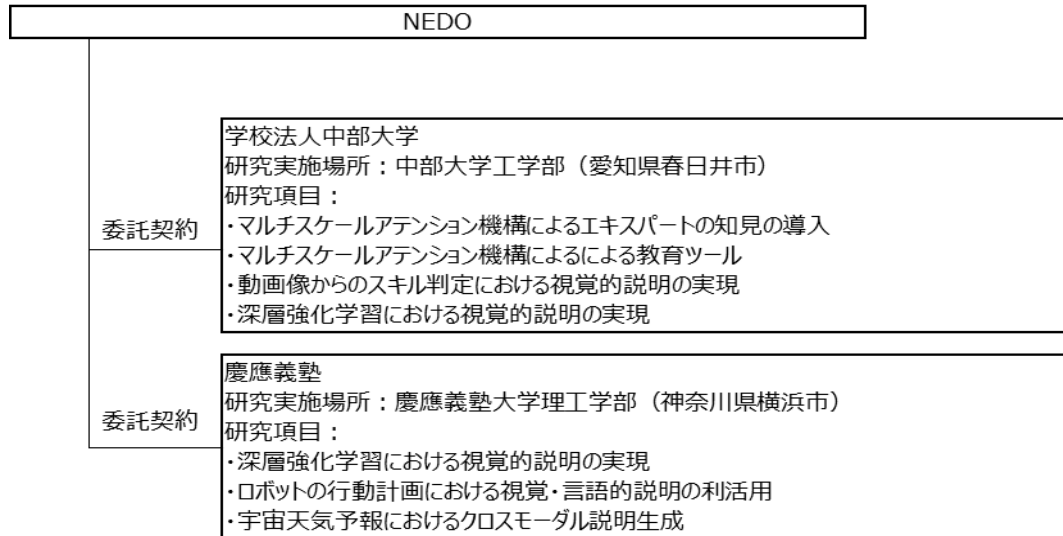 NEDO
学校法人中部大学
研究実施場所：中部大学工学部（愛知県春日井市）
研究項目：
委託契約
・マルチスケールアテンション機構によるエキスパートの知見の導入
・マルチスケールアテンション機構によるによる教育ツール
・動画像からのスキル判定における視覚的説明の実現
・深層強化学習における視覚的説明の実現
慶應義塾
研究実施場所：慶應義塾大学理工学部（神奈川県横浜市）
委託契約
研究項目：
・深層強化学習における視覚的説明の実現
・ロボットの行動計画における視覚・言語的説明の利活用
・宇宙天気予報におけるクロスモーダル説明生成